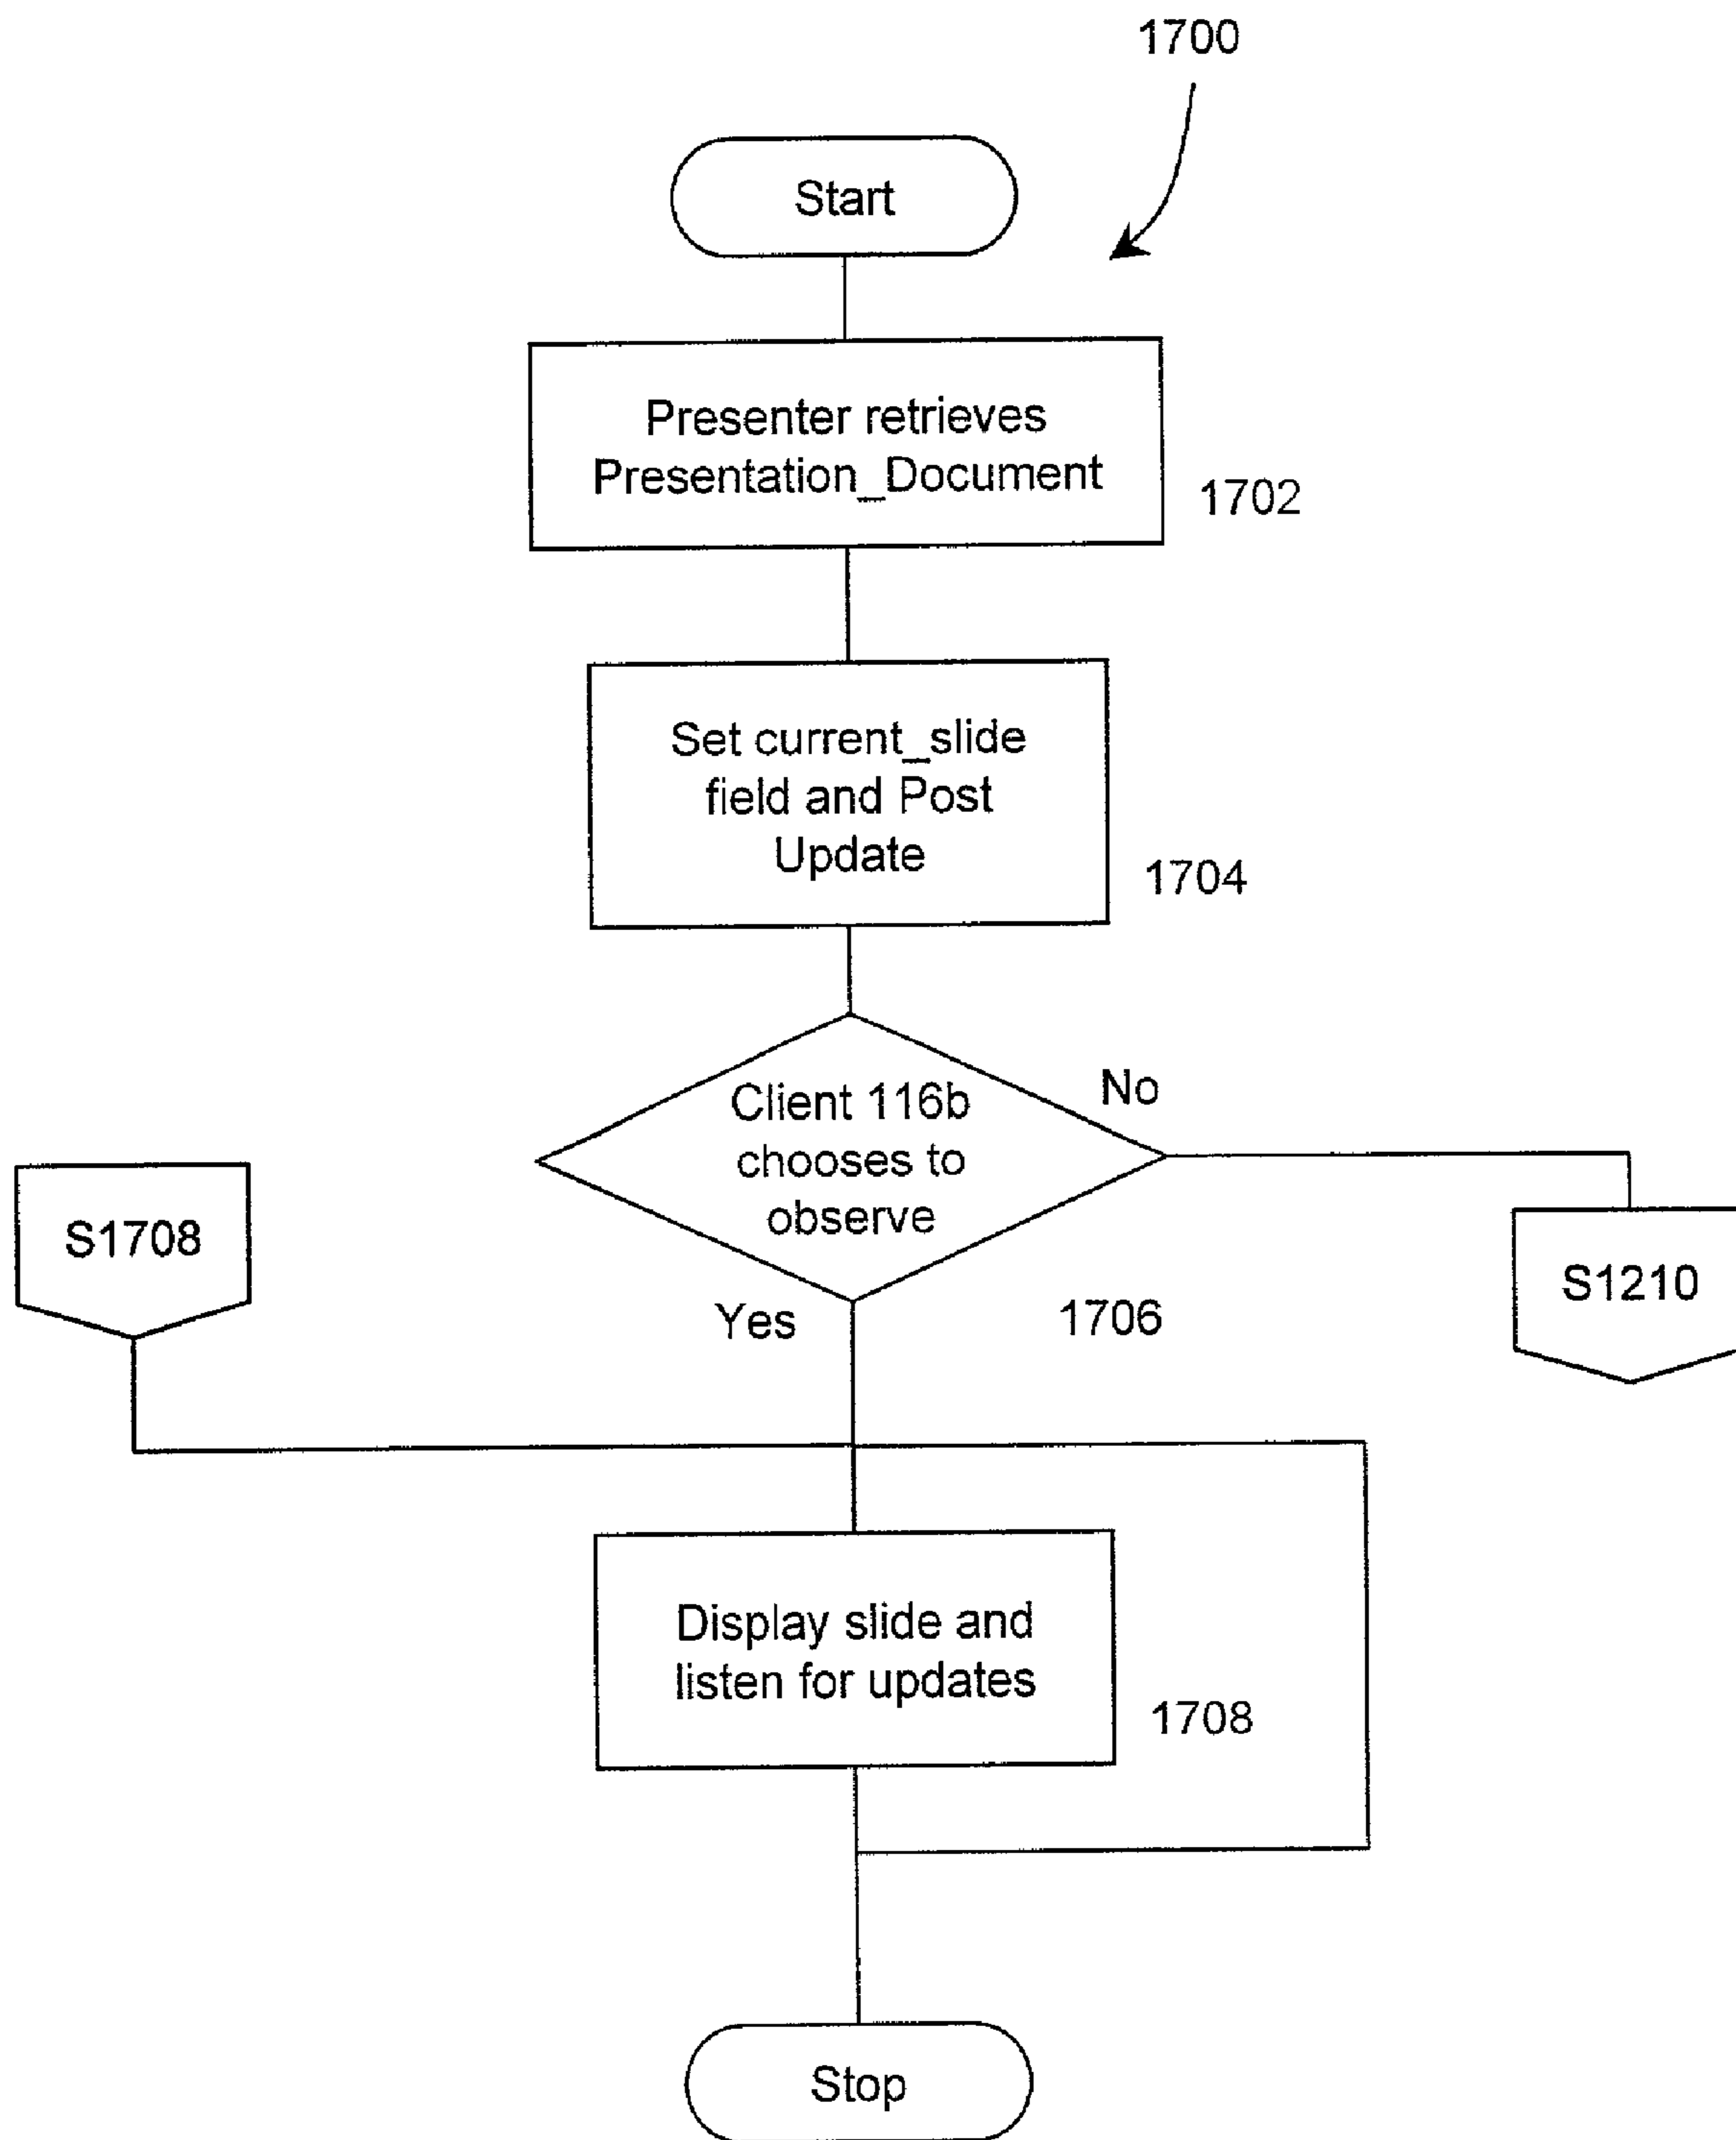 1700
Start
Presenter retrieves
Presentation_Document
1702
Set current_slide
field and Post
Update
1704
Client 116b
chooses to
observe
No
S1708
S1210
Yes
1706
Display slide and
listen for updates
1708
Stop